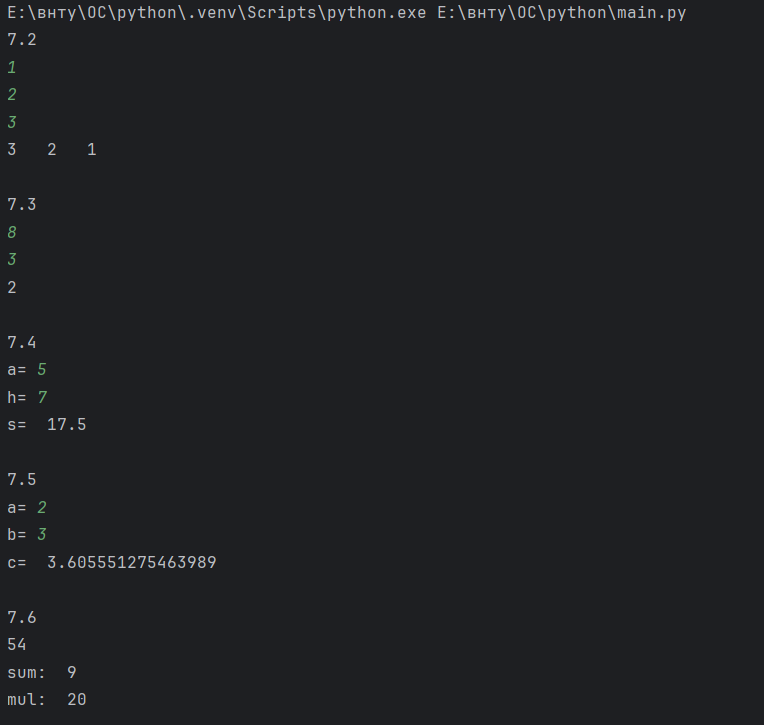 E:\внту\ОС\python\.venv\Scripts\python.exe E:\внту\ОС\python\main.py
7.2
1
2
3
3   2   1
7.3
8
3
2
7.4
a= 5
h= 7
s=  17.5
7.5
a= 2
b= 3
c=  3.605551275463989
7.6
54
sum:  9
mul:  20